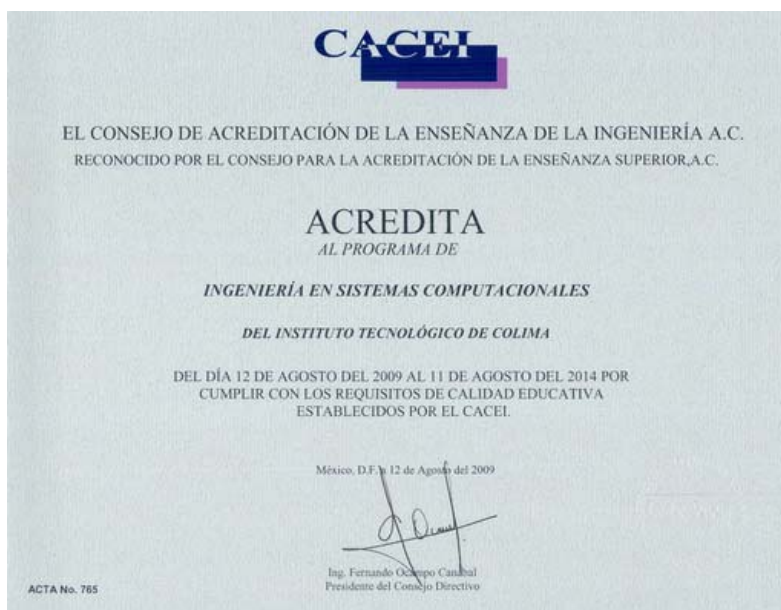 CACEI
EL CONSEJO DE ACREDITACIÓN DE LA ENSEÑANZA DE LA INGENIERÍA A.C.
RECONOCIDO POR EL CONSEJO PARA LA ACREDITACIÓN DE LA ENSEÑANZA SUPERIOR,A.C.
ACREDITA
AL PROGRAMA DE
INGENIERÍA EN SISTEMAS COMPUTACIONALES
DEL INSTITUTO TECNOLÓGICO DE COLIMA
DEL DÍA 12 DE AGOSTO DEL 2009 AL 11 DE AGOSTO DEL 2014 POR
CUMPLIR CON LOS REQUISITOS DE CALIDAD EDUCATIVA
ESTABLECIDOS POR EL CACEI.
México, D.F. a 12 de Agosto del 2009
Ing. Fernando Ocampo Canabal
Presidente del Consejo Directivo
ACTA No. 765